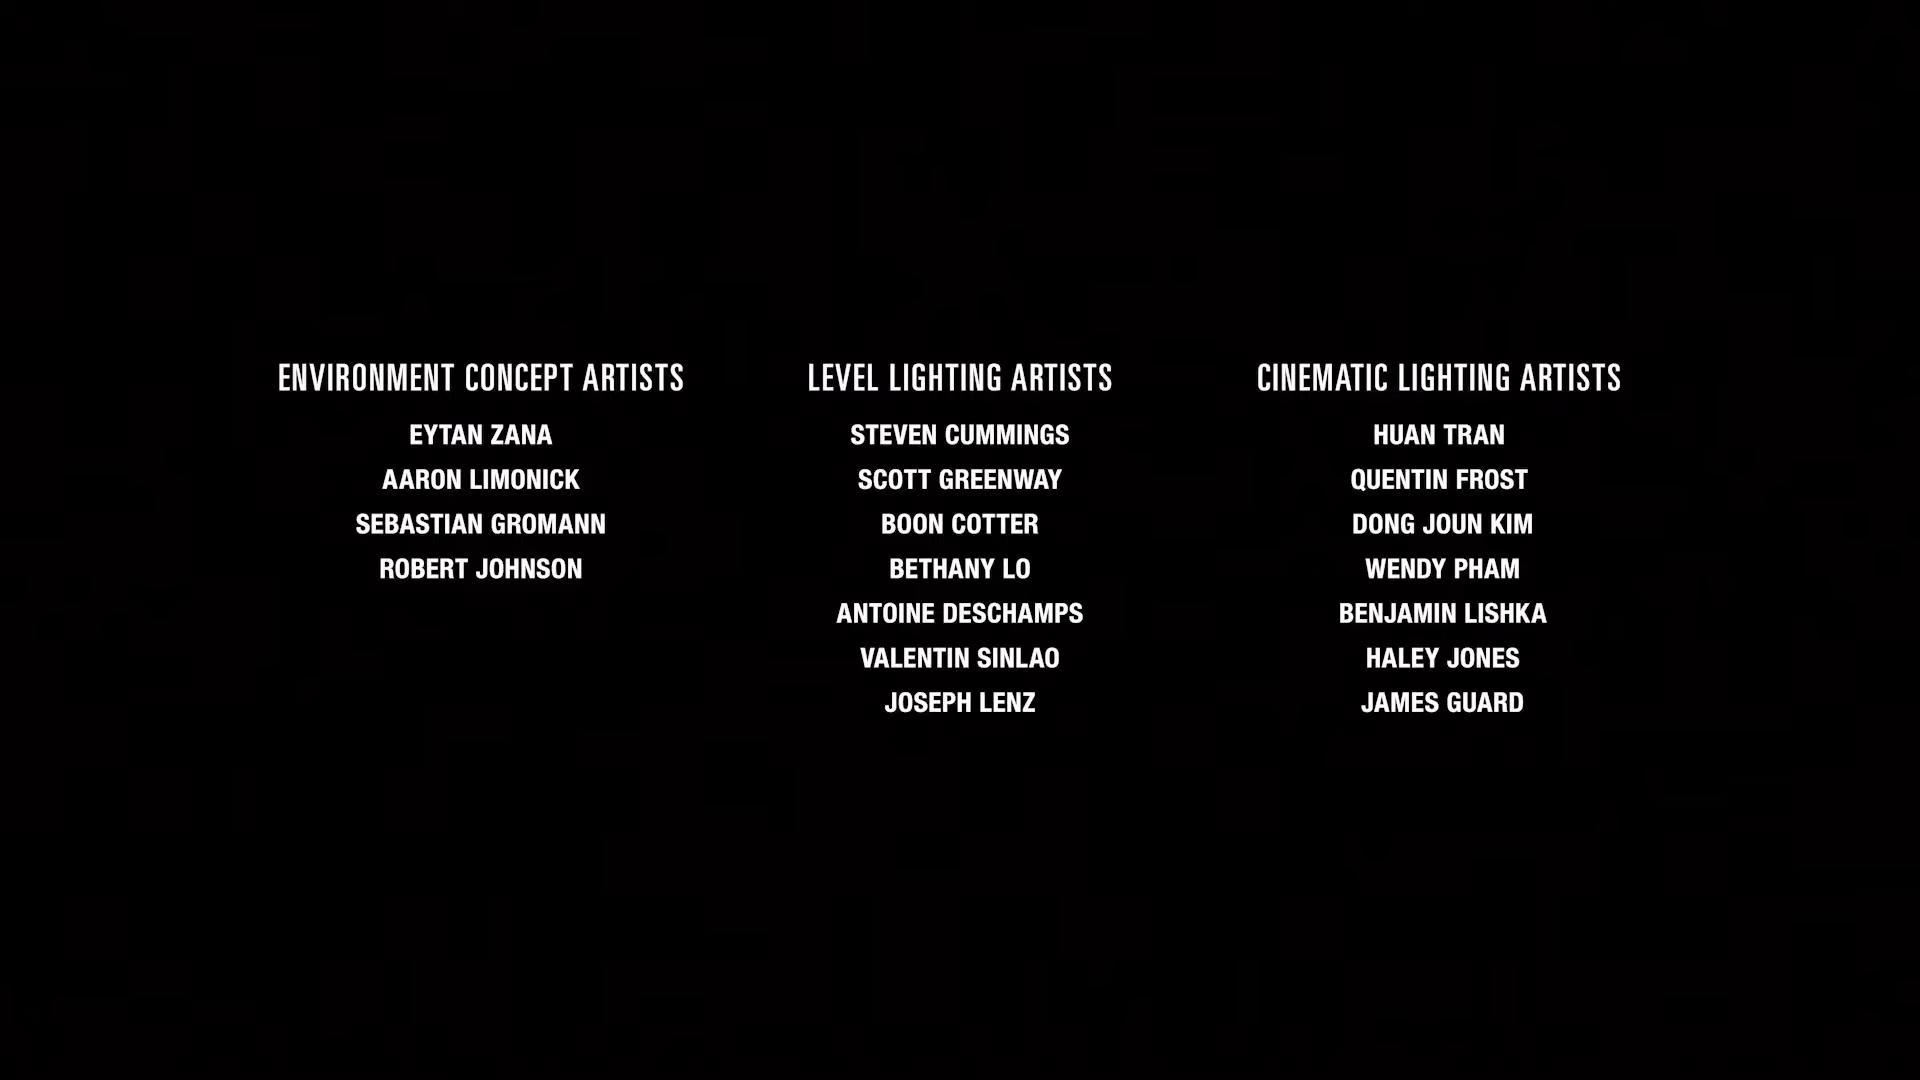 ENVIRONMENT CONCEPT ARTISTS
EYTAN ZANA
AARON LIMONICK
SEBASTIAN GROMANN
ROBERT JOHNSON
LEVEL LIGHTING ARTISTS
STEVEN CUMMINGS
SCOTT GREENWAY
BOON COTTER
BETHANY LO
ANTOINE DESCHAMPS
VALENTIN SINLAO
JOSEPH LENZ
CINEMATIC LIGHTING ARTISTS
HUAN TRAN
QUENTIN FROST
DONG JOUN KIM
WENDY PHAM
BENJAMIN LISHKA
HALEY JONES
JAMES GUARD